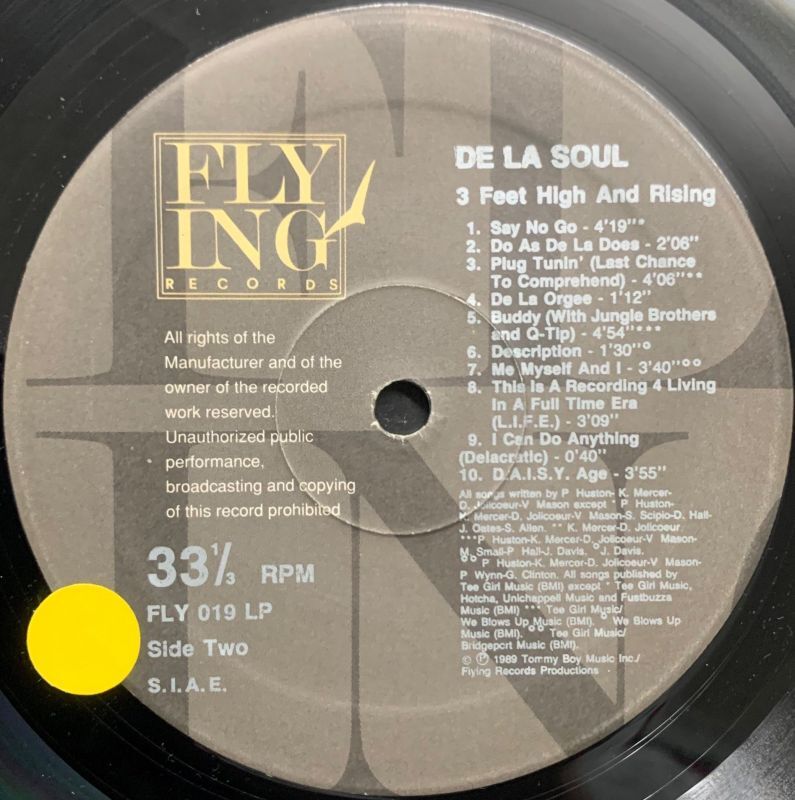 FLY
ING
RECORDS
All rights of the
Manufacturer and of the
owner of the recorded
work reserved.
Unauthorized public
performance,
broadcasting and copying
of this record prohibited
33⅓ RPM
FLY 019 LP
Side Two
S.I.A.E.
DE LA SOUL
3 Feet High And Rising
1. Say No Go - 4'19"*
2. Do As De La Does - 2'06"
3. Plug Tunin' (Last Chance
To Comprehend) - 4'06"**
4. De La Orgee - 1'12"
5. Buddy (With Jungle Brothers
and Q-Tip) - 4'54"***
6. Description - 1'30"°
7. Me Myself And I - 3'40"°°
8. This Is A Recording 4 Living
In A Full Time Era
(L.I.F.E.) - 3'09"
9. I Can Do Anything
(Delacratic) - 0'40"
10. D.A.I.S.Y. Age - 3'55"
All songs written by P Huston- K. Mercer-
D. Jolicoeur-V Mason except * P Huston-
K. Mercer-D. Jolicoeur-V Mason-S. Scipio-D. Hall-
J. Oates-S. Allen. ** K. Mercer-D. Jolicoeur.
***P Huston-K. Mercer-D. Jolicoeur-V Mason-
M. Small-P Hall-J. Davis. °J. Davis.
°° P Huston-K. Mercer-D. Jolicoeur-V Mason-
P Wynn-G. Clinton. All songs published by
Tee Girl Music (BMI) except * Tee Girl Music,
Hotcha, Unichappell Music and Fustbuzza
Music (BMI) *** Tee Girl Music/
We Blows Up Music (BMI). ° We Blows Up
Music (BMI). °° Tee Girl Music/
Bridgeport Music (BMI).
© ℗ 1989 Tommy Boy Music Inc./
Flying Records Productions